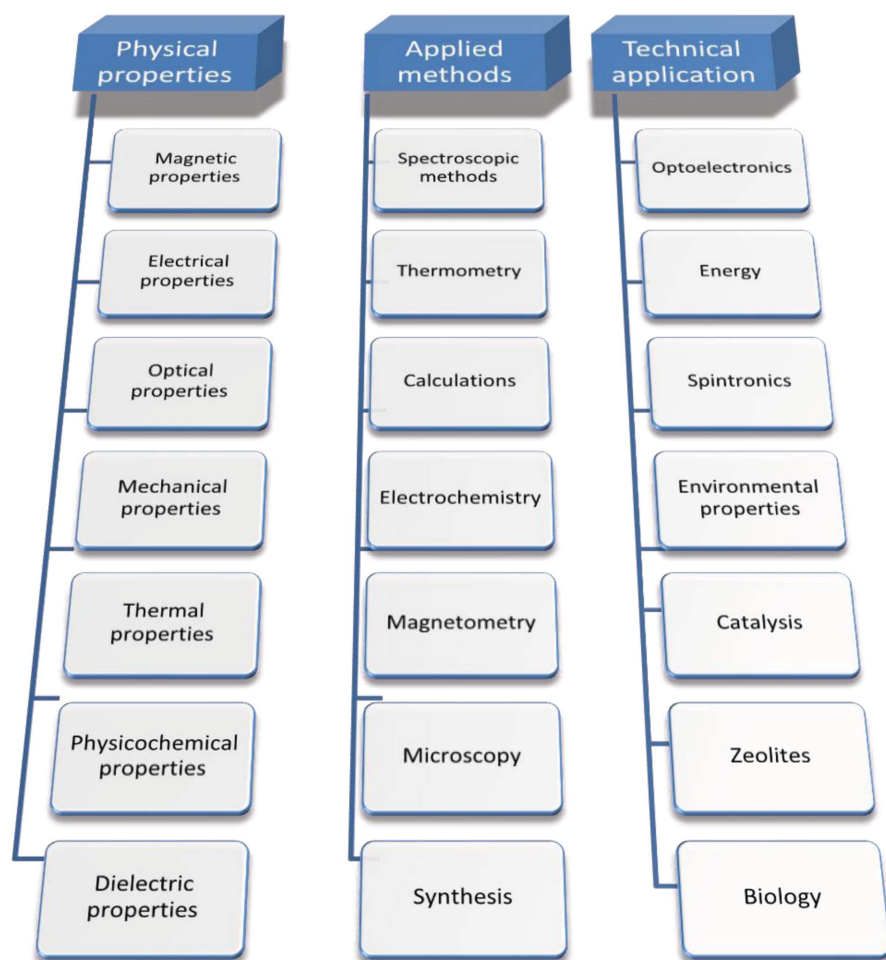 Physical
properties
Magnetic
properties
Electrical
properties
Optical
properties
Mechanical
properties
Thermal
properties
Physicochemical
properties
Dielectric
properties
Applied
methods
Spectroscopic
methods
Thermometry
Calculations
Electrochemistry
Magnetometry
Microscopy
Synthesis
Technical
application
Optoelectronics
Energy
Spintronics
Environmental
properties
Catalysis
Zeolites
Biology